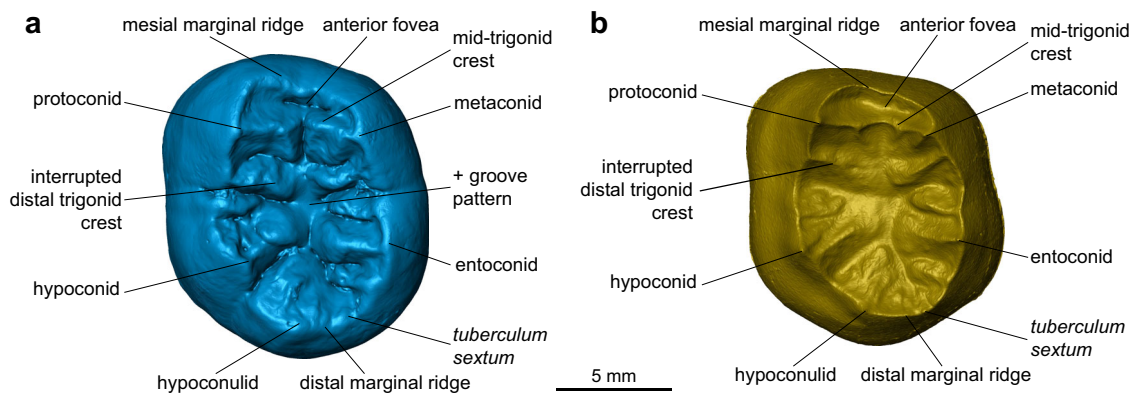 a
mesial marginal ridge
anterior fovea
mid-trigonid
crest
protoconid
metaconid
interrupted
distal trigonid
crest
+ groove
pattern
entoconid
hypoconid
tuberculum
sextum
hypoconulid
distal marginal ridge
5 mm
b
mesial marginal ridge
anterior fovea
mid-trigonid
crest
protoconid
metaconid
interrupted
distal trigonid
crest
entoconid
hypoconid
tuberculum
sextum
hypoconulid
distal marginal ridge